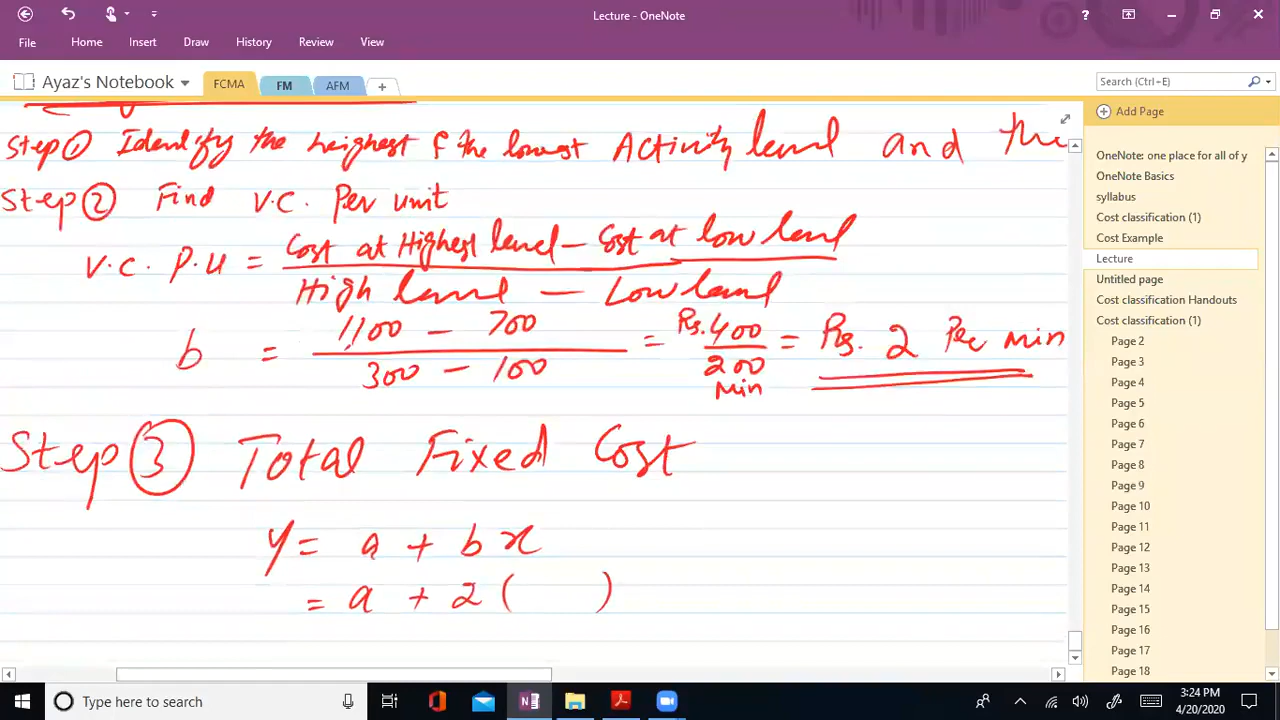 Lecture - OneNote
File Home Insert Draw History Review View
Ayaz's Notebook FCMA FM AFM +
Search (Ctrl+E)
Add Page
Step ① Identify the heighest & the lowest Activity level and the
Step ② Find V.C. Per unit
V.C. P.U = Cost at Highest level - Cost at low level
High level - Low level
b = 1100 - 700 = Rs. 400 = Rs. 2 Per Min
300 - 100 200
Min
Step ③ Total Fixed Cost
y = a + b x
= a + 2 ( )
OneNote: one place for all of y
OneNote Basics
syllabus
Cost classification (1)
Cost Example
Lecture
Untitled page
Cost classification Handouts
Cost classification (1)
Page 2
Page 3
Page 4
Page 5
Page 6
Page 7
Page 8
Page 9
Page 10
Page 11
Page 12
Page 13
Page 14
Page 15
Page 16
Page 17
Page 18
Type here to search
3:24 PM
4/20/2020